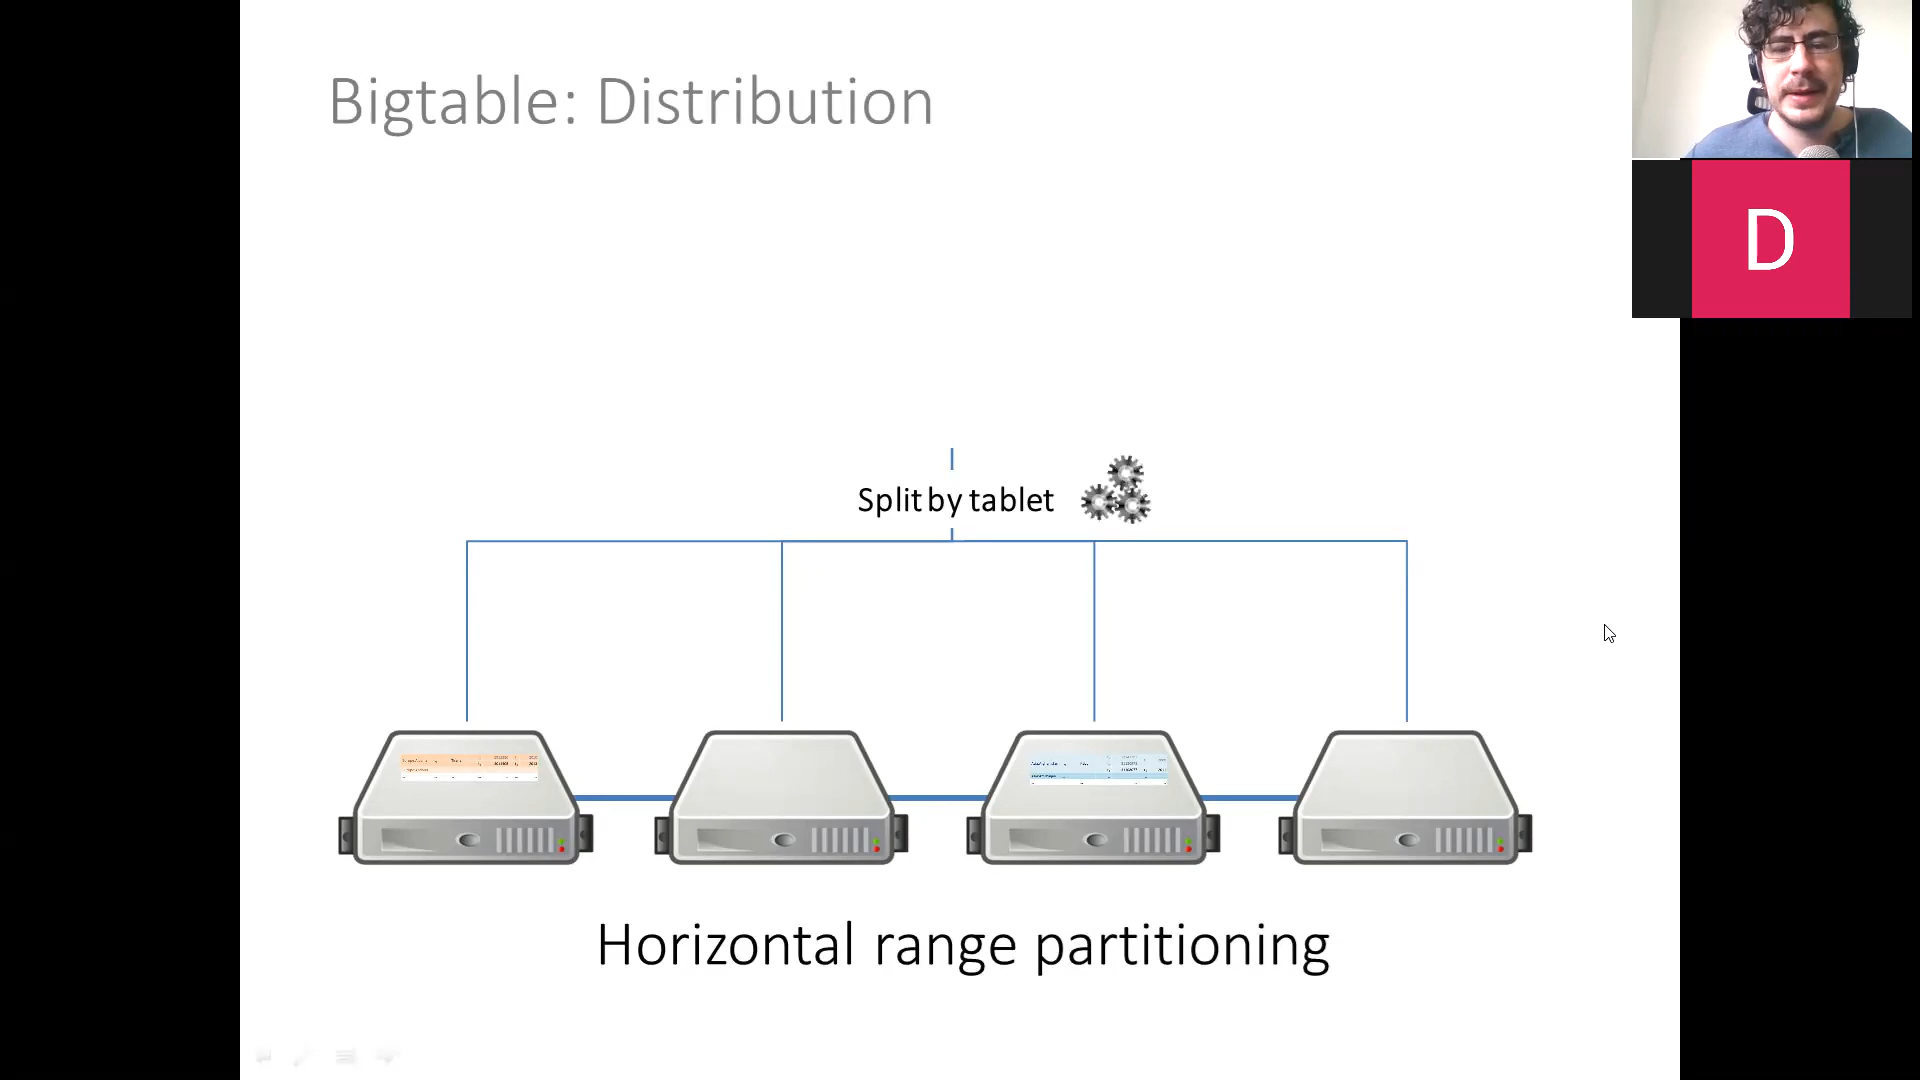 Bigtable: Distribution
D
Split by tablet
Horizontal range partitioning